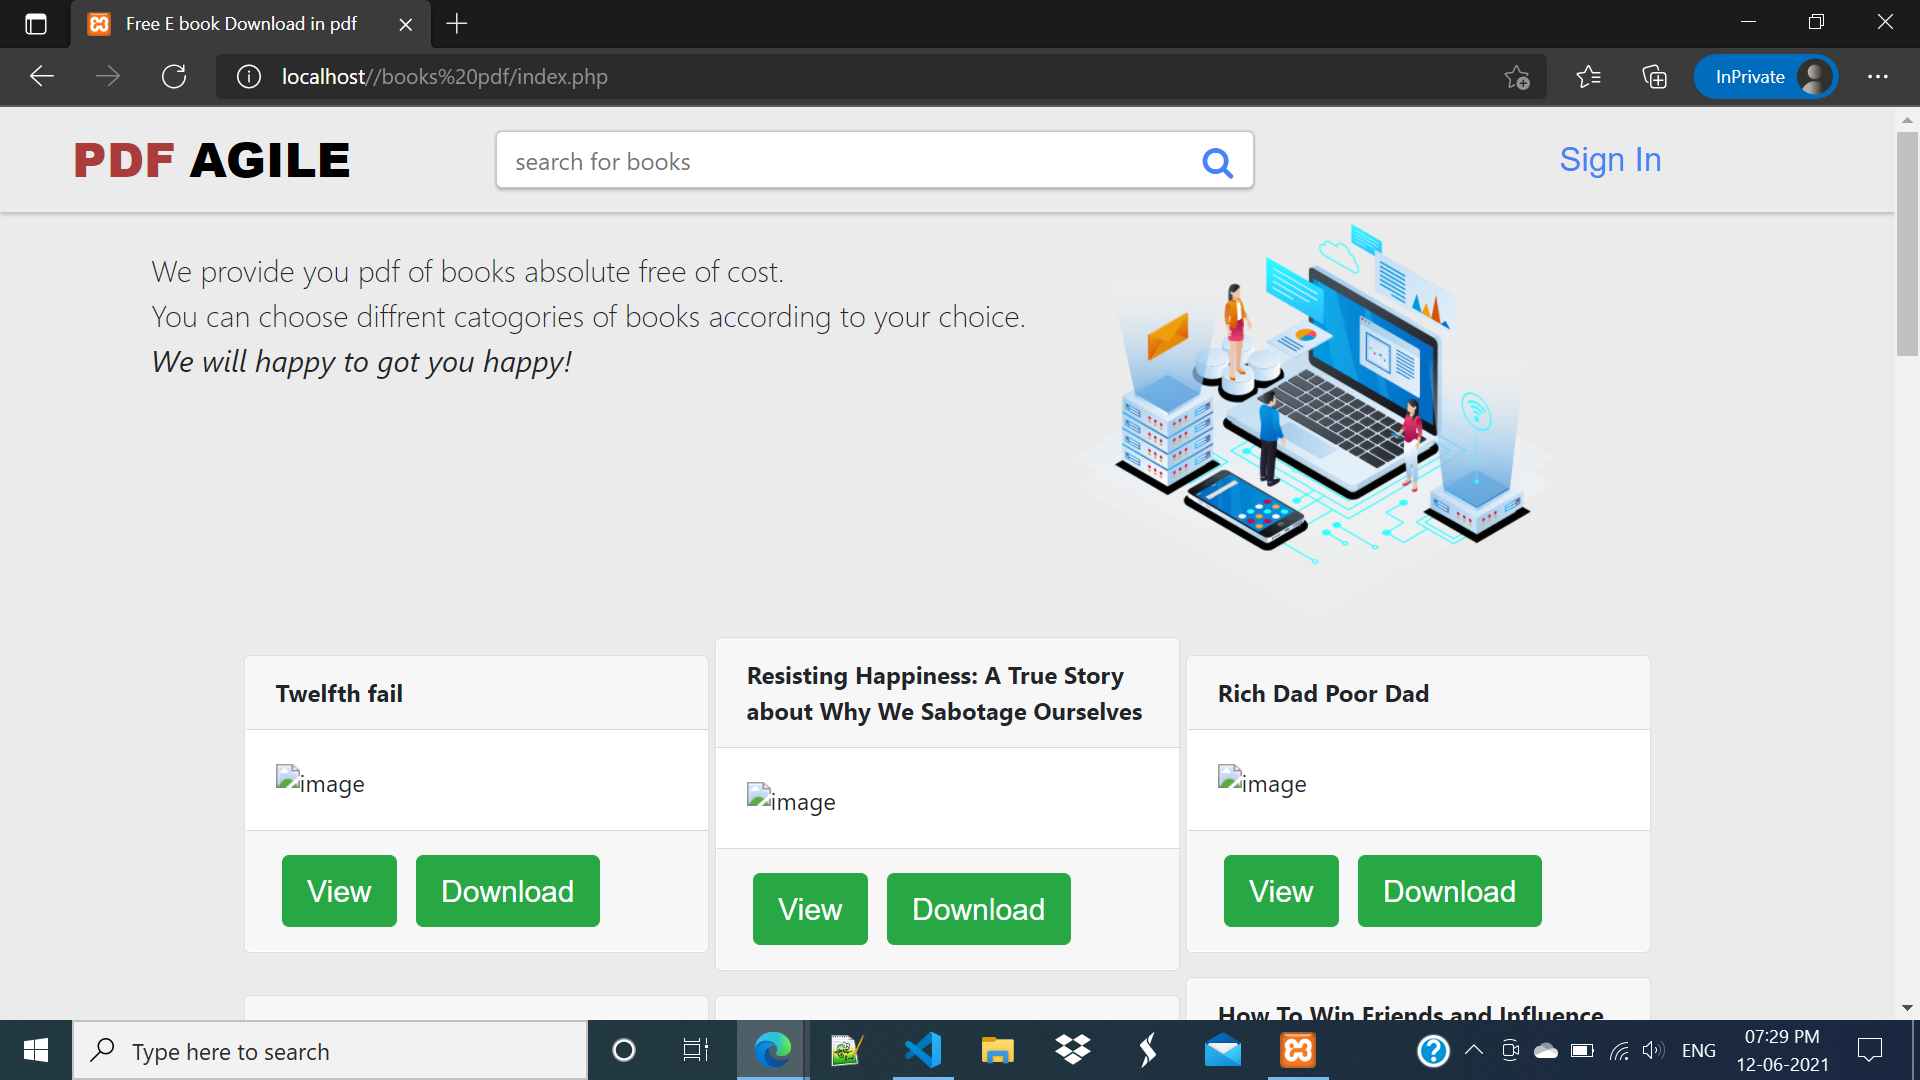 Free E book Download in pdf
localhost//books%20pdf/index.php
InPrivate
PDF AGILE
search for books
Sign In
We provide you pdf of books absolute free of cost.
You can choose diffrent catogories of books according to your choice.
We will happy to got you happy!
Twelfth fail
image
View Download
Resisting Happiness: A True Story
about Why We Sabotage Ourselves
image
View Download
Rich Dad Poor Dad
image
View Download
How To Win Friends and Influence
Type here to search
ENG
07:29 PM
12-06-2021